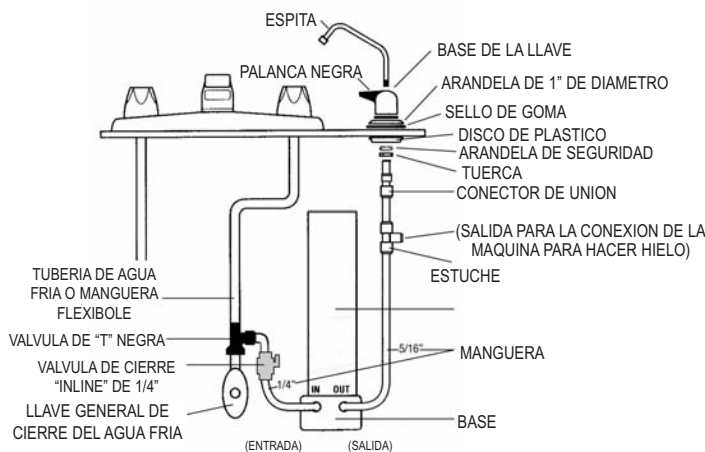 ESPITA
BASE DE LA LLAVE
PALANCA NEGRA
ARANDELA DE 1” DE DIAMETRO
SELLO DE GOMA
DISCO DE PLASTICO
ARANDELA DE SEGURIDAD
TUERCA
CONECTOR DE UNION
(SALIDA PARA LA CONEXION DE LA
MAQUINA PARA HACER HIELO)
ESTUCHE
TUBERIA DE AGUA
FRIA O MANGUERA
FLEXIBOLE
VALVULA DE “T” NEGRA
VALVULA DE CIERRE
“INLINE” DE 1/4”
LLAVE GENERAL DE
CIERRE DEL AGUA FRIA
5/16”
MANGUERA
1/4”
IN OUT
BASE
(ENTRADA) (SALIDA)